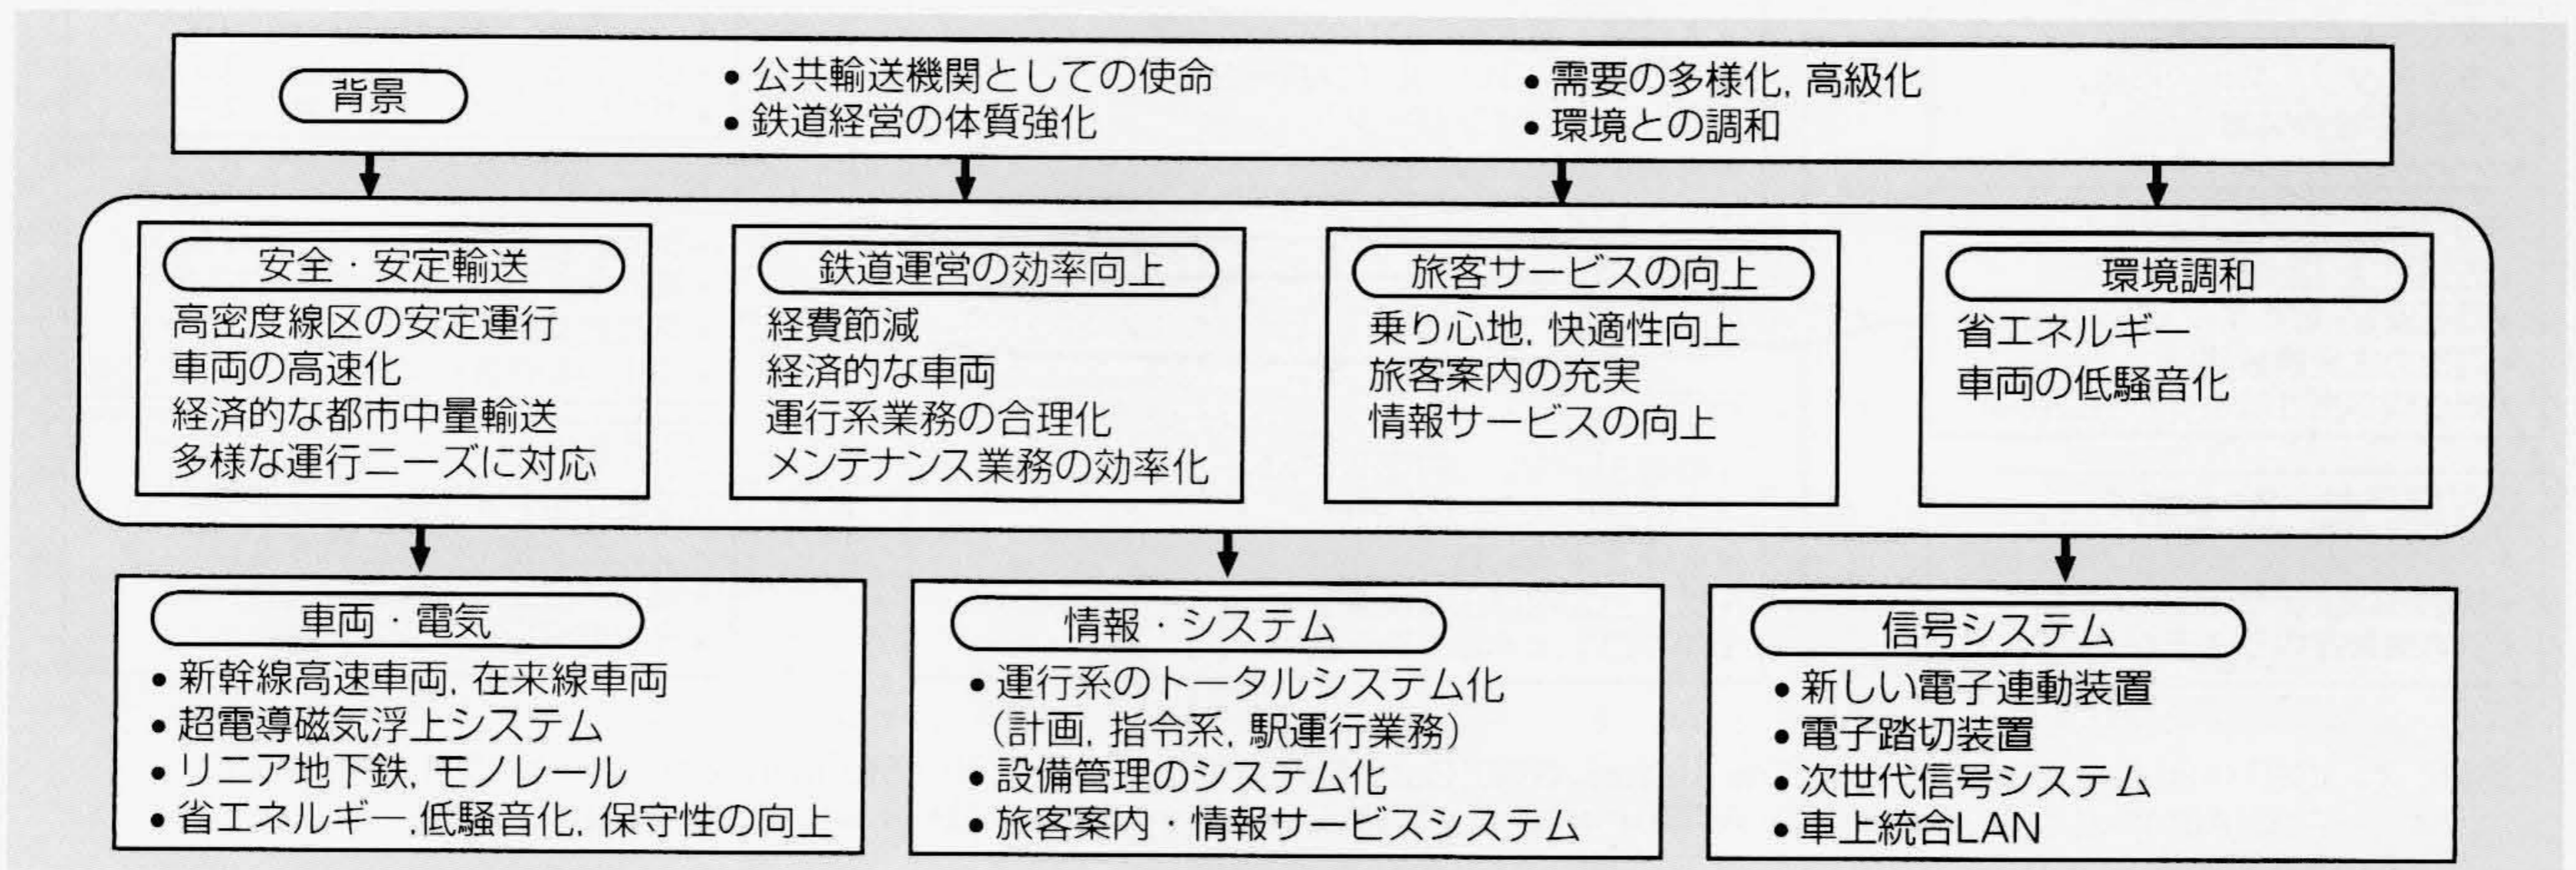 背景
• 公共輸送機関としての使命
• 鉄道経営の体質強化
• 需要の多様化, 高級化
• 環境との調和
安全・安定輸送
高密度線区の安定運行
車両の高速化
経済的な都市中量輸送
多様な運行ニーズに対応
鉄道運営の効率向上
経費節減
経済的な車両
運行系業務の合理化
メンテナンス業務の効率化
旅客サービスの向上
乗り心地, 快適性向上
旅客案内の充実
情報サービスの向上
環境調和
省エネルギー
車両の低騒音化
車両・電気
• 新幹線高速車両, 在来線車両
• 超電導磁気浮上システム
• リニア地下鉄, モノレール
• 省エネルギー,低騒音化, 保守性の向上
情報・システム
• 運行系のトータルシステム化
(計画, 指令系, 駅運行業務)
• 設備管理のシステム化
• 旅客案内・情報サービスシステム
信号システム
• 新しい電子連動装置
• 電子踏切装置
• 次世代信号システム
• 車上統合LAN